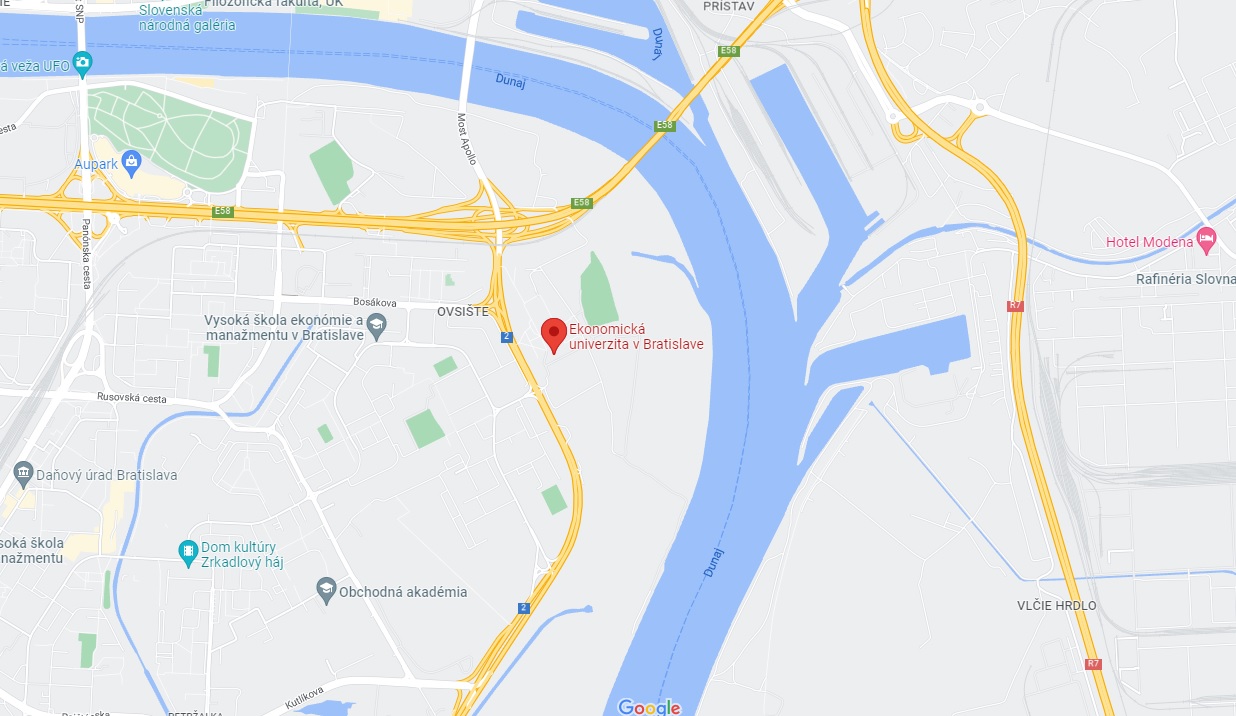 Filozofická fakulta, UK
Slovenská
národná galéria
PRÍSTAV
SNP
Dunaj
E58
á veža UFO
Dunaj
Most Apollo
E58
esta
Aupark
E58
E58
Panónska cesta
Hotel Modena
Rafinéria Slovna
Bosákova
OVSIŠTE
R7
Vysoká škola ekonómie a
manažmentu v Bratislave
2
Ekonomická
univerzita v Bratislave
Rusovská cesta
Daňový úrad Bratislava
soká škola
nažmentu
Dom kultúry
Zrkadlový háj
Obchodná akadémia
Dunaj
2
VLČIE HRDLO
R7
Kutlíkova
Google
PETRŽALKA